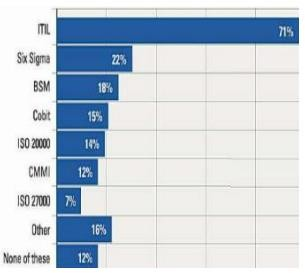 ITIL 71%
Six Sigma 22%
BSM 18%
Cobit 15%
ISO 20000 14%
CMMI 12%
ISO 27000 7%
Other 16%
None of these 12%